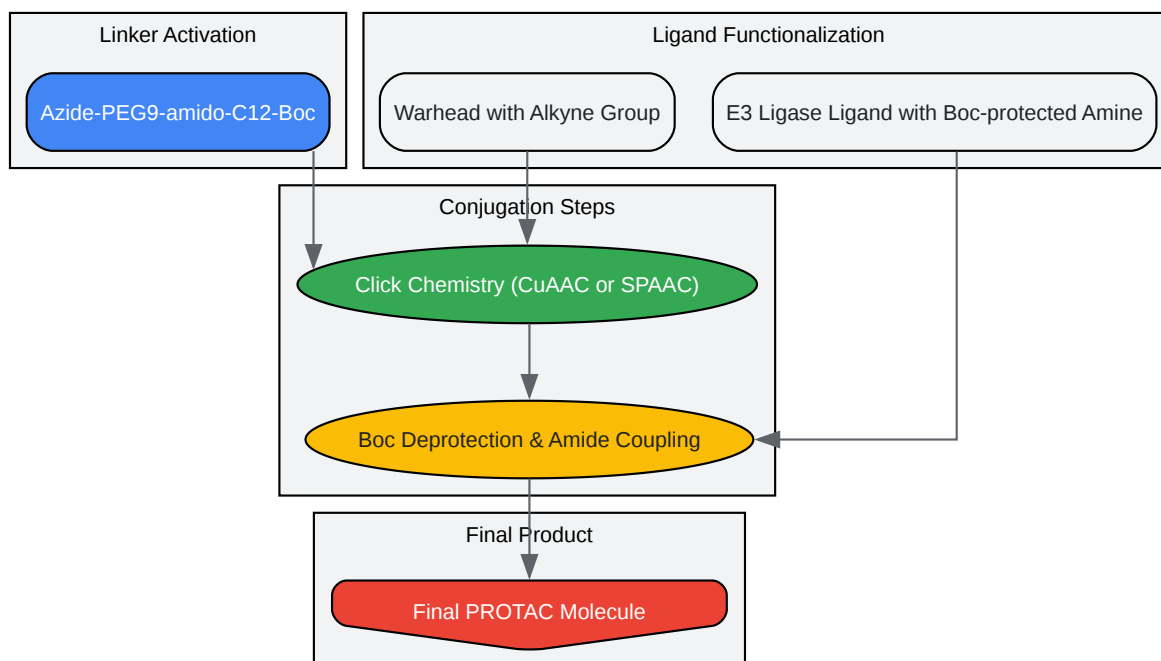 Linker Activation
Ligand Functionalization
Azide-PEG9-amido-C12-Boc
Warhead with Alkyne Group
E3 Ligase Ligand with Boc-protected Amine
Conjugation Steps
Click Chemistry (CuAAC or SPAAC)
Boc Deprotection & Amide Coupling
Final Product
Final PROTAC Molecule